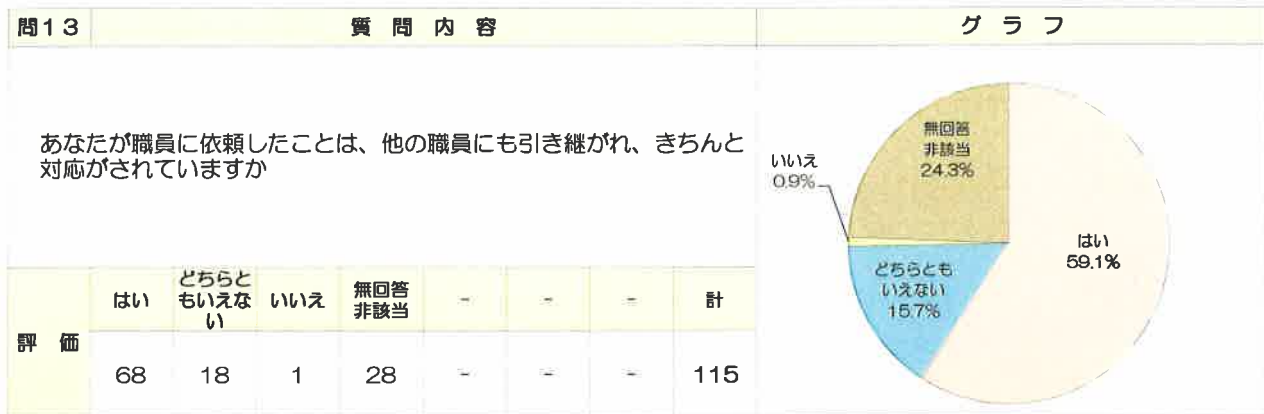 問13
質問内容
グラフ
あなたが職員に依頼したことは、他の職員にも引き継がれ、きちんと
対応がされていますか
無回答
非該当
24.3%
いいえ
0.9%
はい
59.1%
どちらとも
いえない
15.7%
評価
はい
どちらと
もいえな
い
いいえ
無回答
非該当
-
-
-
計
68
18
1
28
-
-
-
115